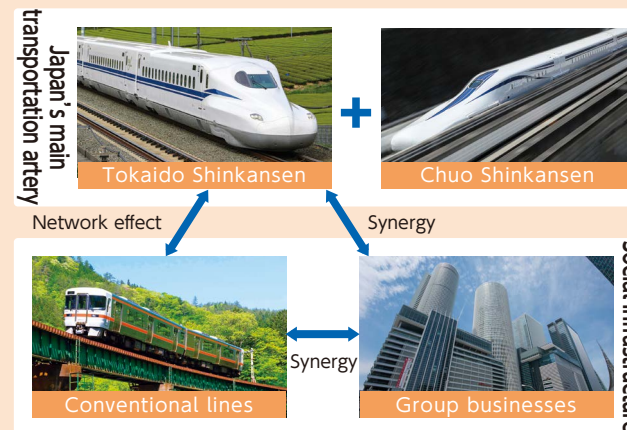 Japan's main
transportation artery
Tokaido Shinkansen
+
Chuo Shinkansen
Network effect
Synergy
Conventional lines
Synergy
Group businesses